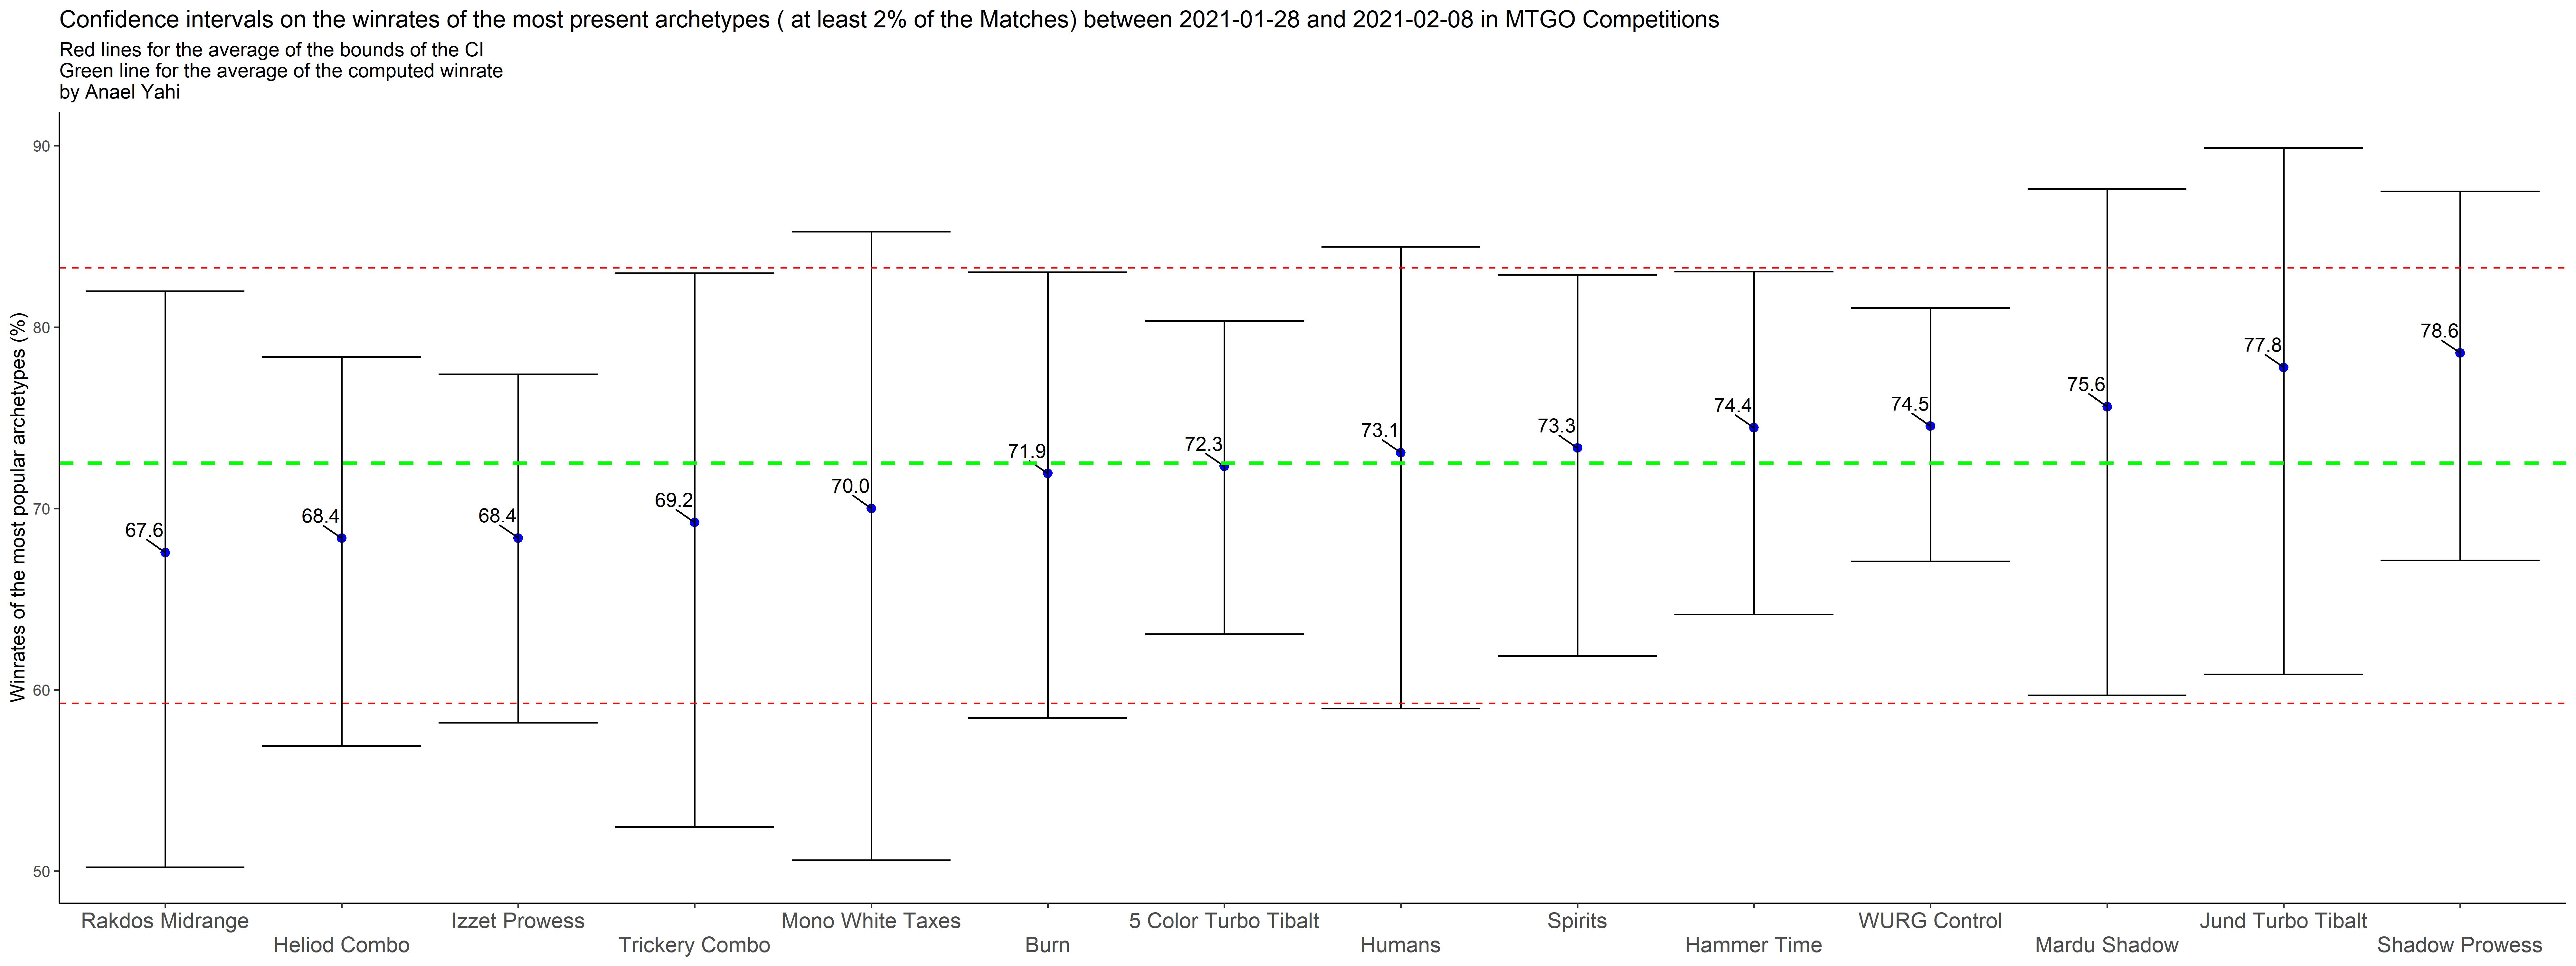 Confidence intervals on the winrates of the most present archetypes ( at least 2% of the Matches) between 2021-01-28 and 2021-02-08 in MTGO Competitions
Red lines for the average of the bounds of the CI
Green line for the average of the computed winrate
by Anael Yahi
Winrates of the most popular archetypes (%)
90
80
70
60
50
67.6
68.4
68.4
69.2
70.0
71.9
72.3
73.1
73.3
74.4
74.5
75.6
77.8
78.6
Rakdos Midrange
Heliod Combo
Izzet Prowess
Trickery Combo
Mono White Taxes
Burn
5 Color Turbo Tibalt
Humans
Spirits
Hammer Time
WURG Control
Mardu Shadow
Jund Turbo Tibalt
Shadow Prowess